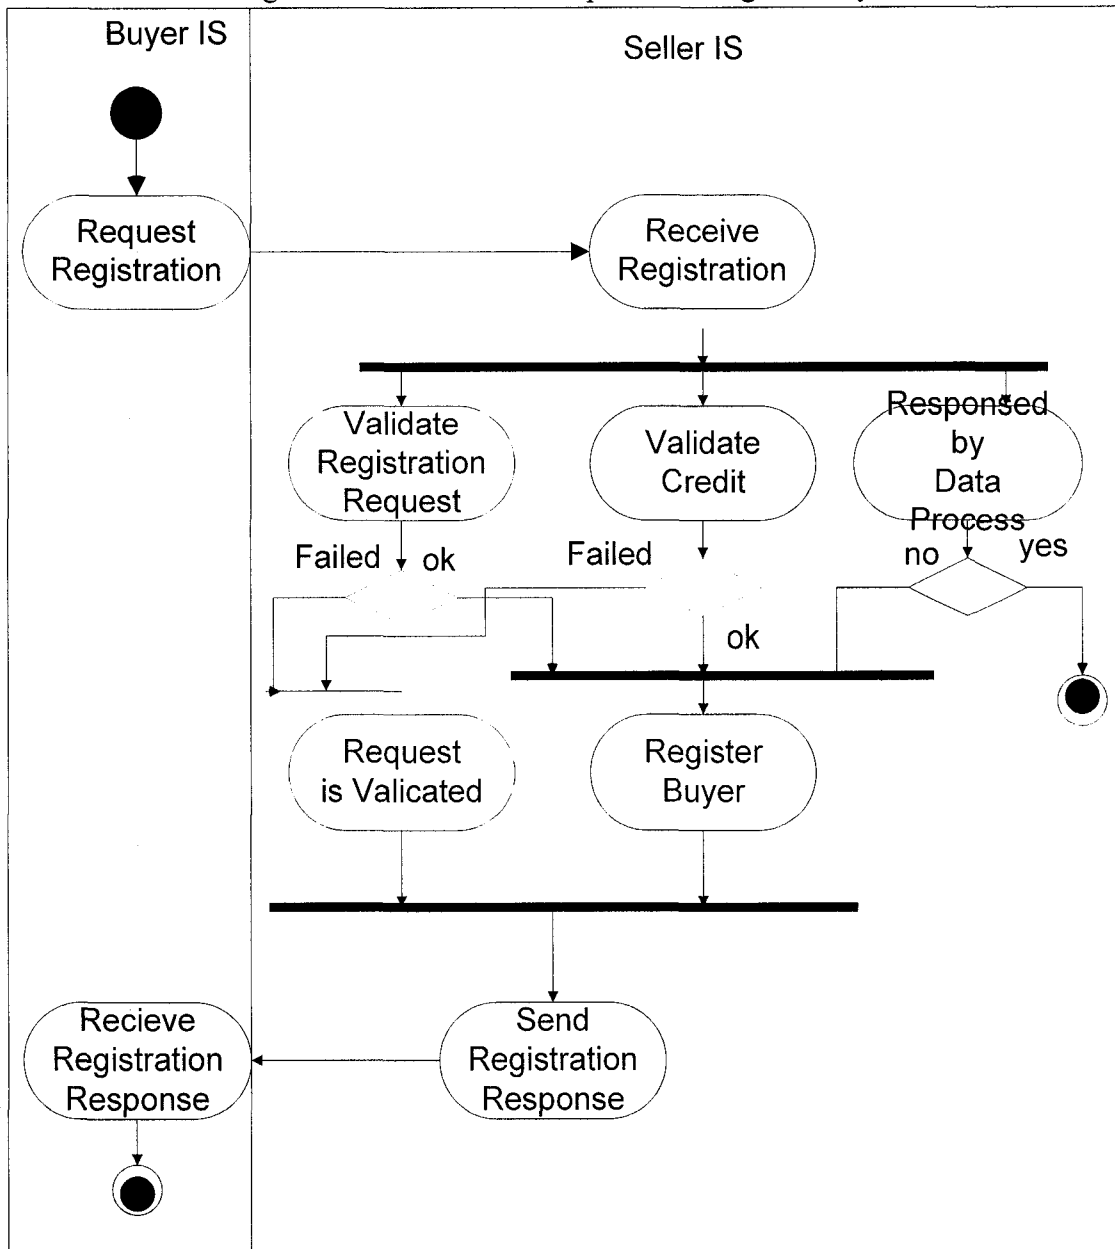 Buyer IS
Seller IS
Request
Registration
Receive
Registration
Validate
Registration
Request
Validate
Credit
Responsed
by
Data
Process
Failed
ok
Failed
no
yes
ok
Request
is Valicated
Register
Buyer
Recieve
Registration
Response
Send
Registration
Response